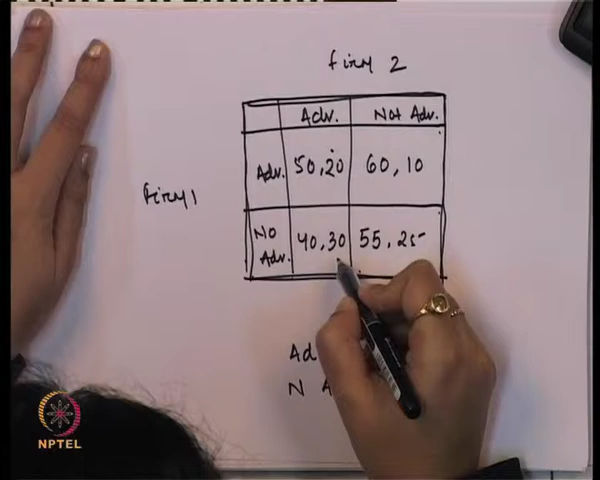 Firm 2
Adv. Not Adv.
Adv. 50,20 60,10
Firm 1
No Adv. 40,30 55,25
Ad
N A
NPTEL